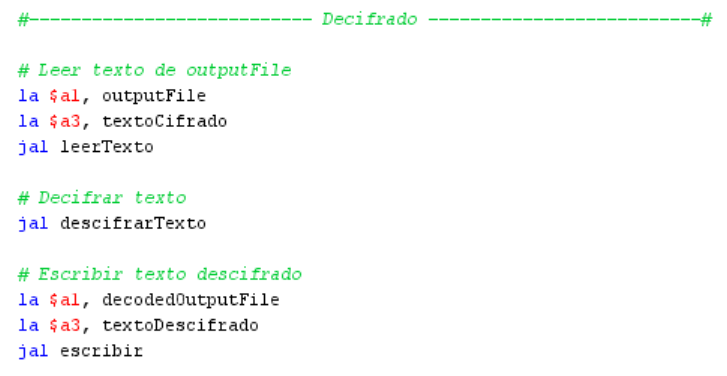 #--------------------------- Decifrado --------------------------#
# Leer texto de outputFile
la $a1, outputFile
la $a3, textoCifrado
jal leerTexto
# Decifrar texto
jal descifrarTexto
# Escribir texto descifrado
la $a1, decodedOutputFile
la $a3, textoDescifrado
jal escribir